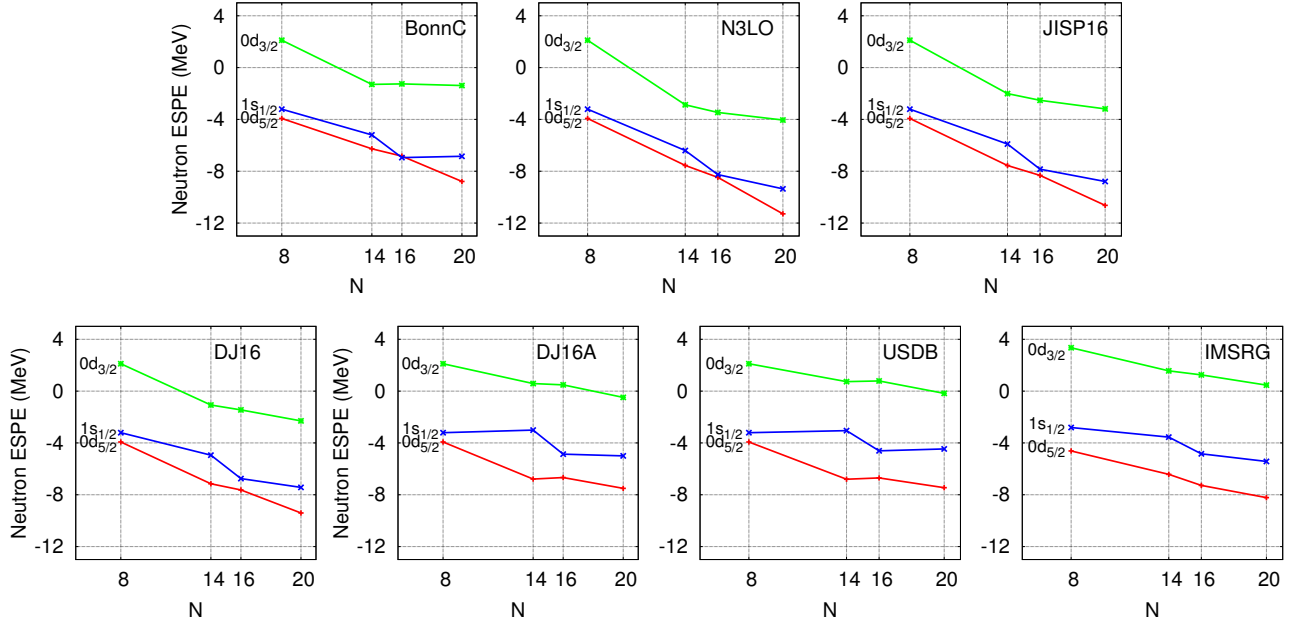 BonnC
N3LO
JISP16
Neutron ESPE (MeV)
4
0
-4
-8
-12
0d3/2
1s1/2
0d5/2
8 14 16 20
N
4
0
-4
-8
-12
0d3/2
1s1/2
0d5/2
8 14 16 20
N
4
0
-4
-8
-12
0d3/2
1s1/2
0d5/2
8 14 16 20
N
DJ16
DJ16A
USDB
IMSRG
Neutron ESPE (MeV)
4
0
-4
-8
-12
0d3/2
1s1/2
0d5/2
8 14 16 20
N
4
0
-4
-8
-12
0d3/2
1s1/2
0d5/2
8 14 16 20
N
4
0
-4
-8
-12
0d3/2
1s1/2
0d5/2
8 14 16 20
N
4
0
-4
-8
-12
0d3/2
1s1/2
0d5/2
8 14 16 20
N